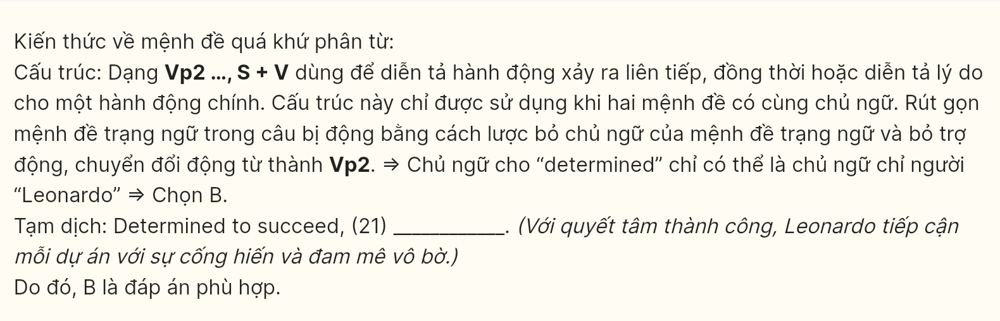 Kiến thức về mệnh đề quá khứ phân từ:
Cấu trúc: Dạng Vp2 ..., S + V dùng để diễn tả hành động xảy ra liên tiếp, đồng thời hoặc diễn tả lý do
cho một hành động chính. Cấu trúc này chỉ được sử dụng khi hai mệnh đề có cùng chủ ngữ. Rút gọn
mệnh đề trạng ngữ trong câu bị động bằng cách lược bỏ chủ ngữ của mệnh đề trạng ngữ và bỏ trợ
động, chuyển đổi động từ thành Vp2. ⇒ Chủ ngữ cho “determined” chỉ có thể là chủ ngữ chỉ người
“Leonardo” ⇒ Chọn B.
Tạm dịch: Determined to succeed, (21) ___________. (Với quyết tâm thành công, Leonardo tiếp cận
mỗi dự án với sự cống hiến và đam mê vô bờ.)
Do đó, B là đáp án phù hợp.